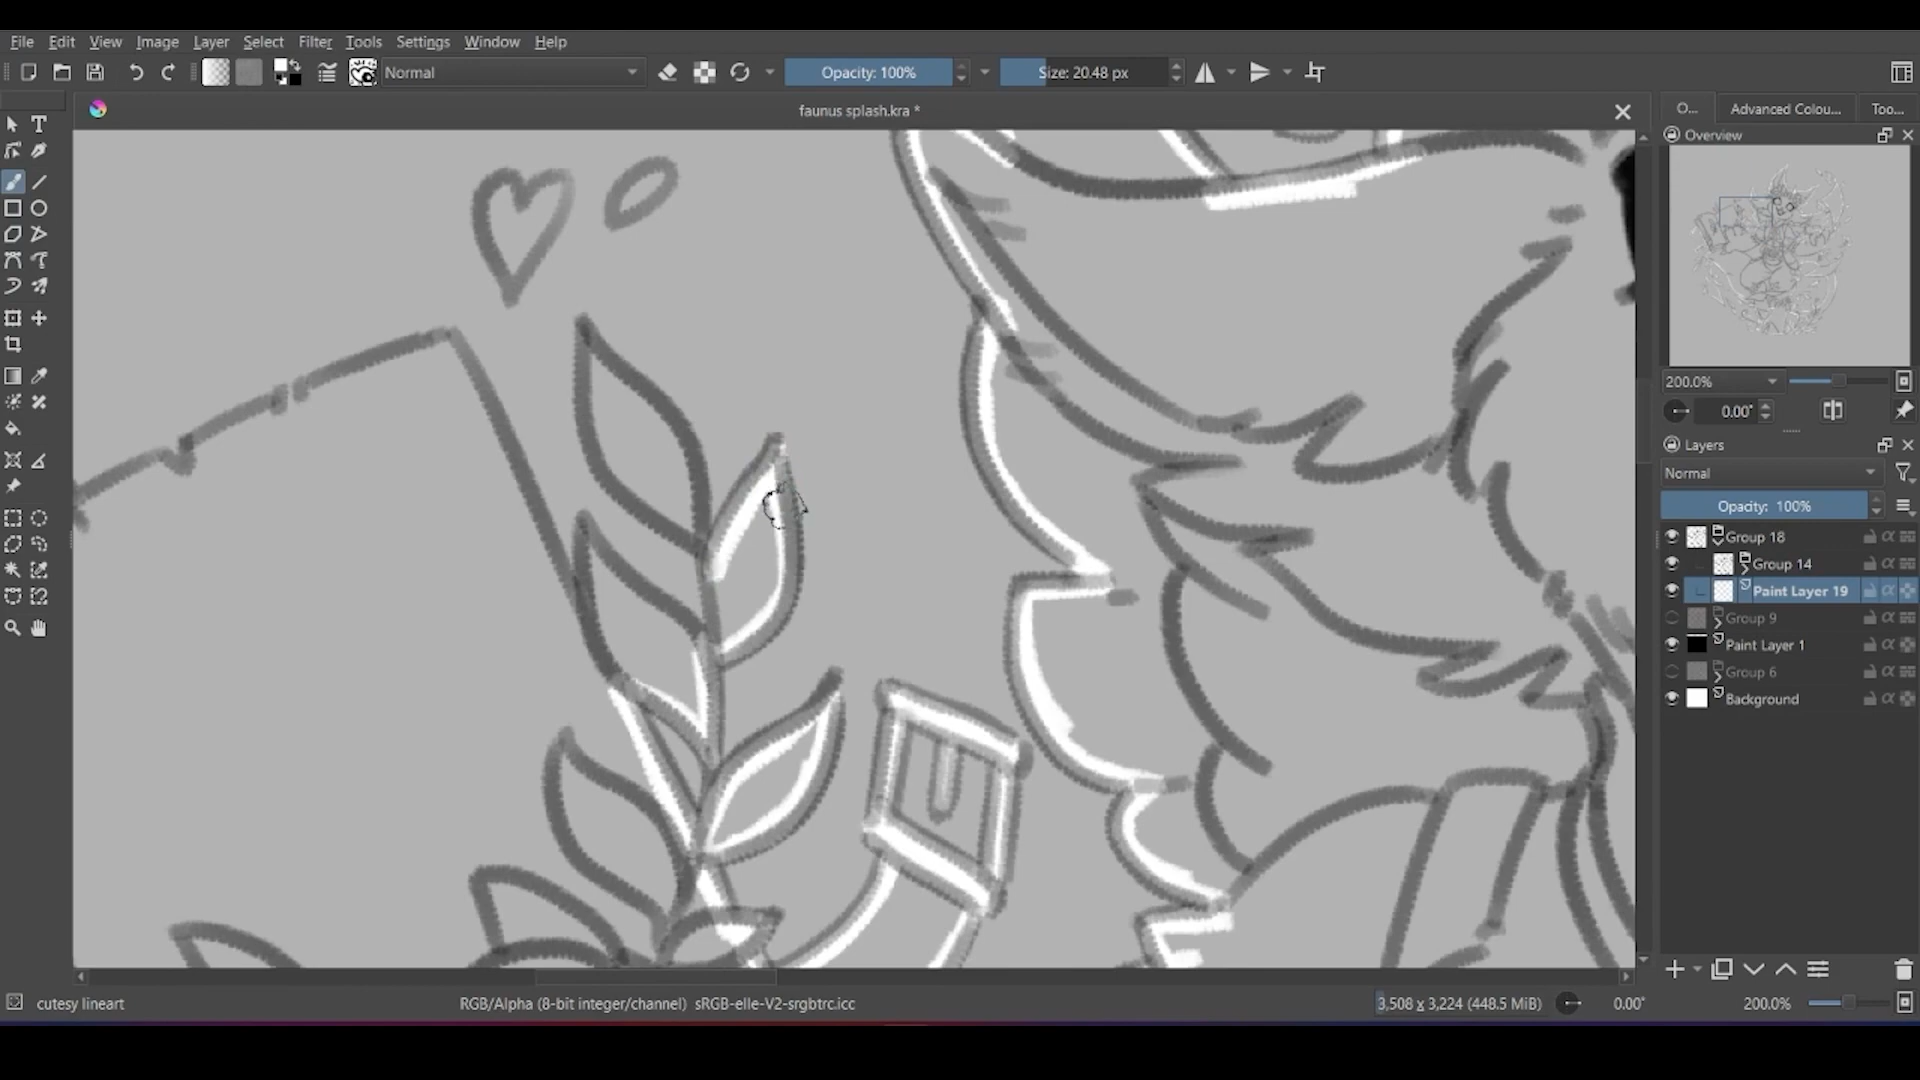 File Edit View Image Layer Select Filter Tools Settings Window Help
Normal Opacity: 100% Size: 20.48 px
faunus splash.kra *
O... Advanced Colou... Too...
Overview
200.0%
0.00°
Layers
Normal
Opacity: 100%
Group 18
Group 14
Paint Layer 19
Group 9
Paint Layer 1
Group 6
Background
cutesy lineart RGB/Alpha (8-bit integer/channel) sRGB-elle-V2-srgbtrc.icc 3,508 x 3,224 (448.5 MiB) 0.00° 200.0%